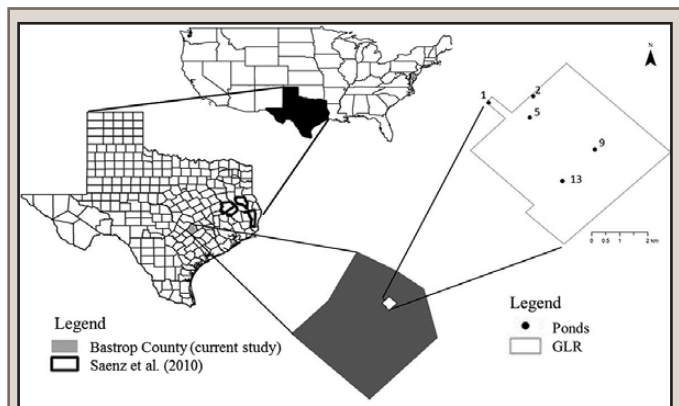 N
1
2
5
9
13
0 0.5 1 2 km
Legend
Ponds
GLR
Legend
Bastrop County (current study)
Saenz et al. (2010)